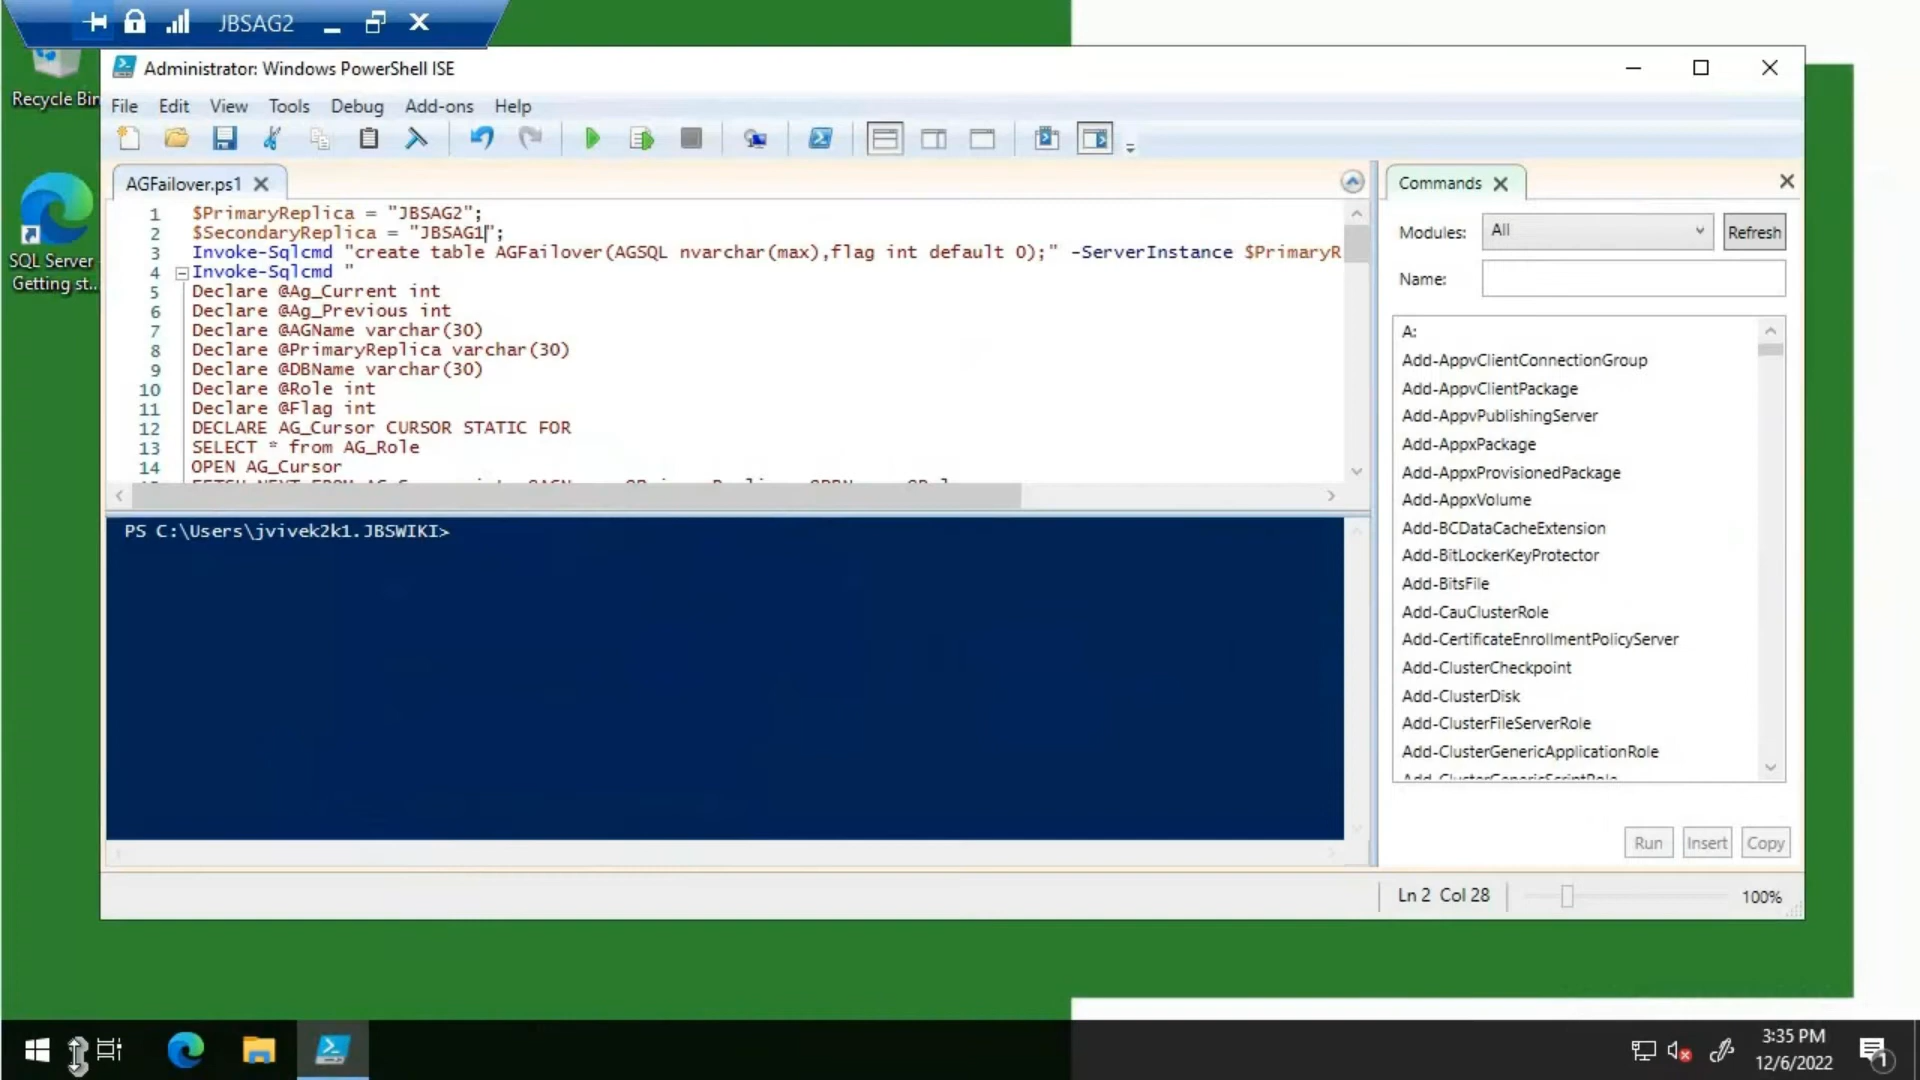 JBSAG2
Recycle Bin
SQL Server -
Getting st...
Administrator: Windows PowerShell ISE
File Edit View Tools Debug Add-ons Help
AGFailover.ps1
1 $PrimaryReplica = "JBSAG2";
2 $SecondaryReplica = "JBSAG1";
3 Invoke-Sqlcmd "create table AGFailover(AGSQL nvarchar(max),flag int default 0);" -ServerInstance $PrimaryR
4 Invoke-Sqlcmd "
5 Declare @Ag_Current int
6 Declare @Ag_Previous int
7 Declare @AGName varchar(30)
8 Declare @PrimaryReplica varchar(30)
9 Declare @DBName varchar(30)
10 Declare @Role int
11 Declare @Flag int
12 DECLARE AG_Cursor CURSOR STATIC FOR
13 SELECT * from AG_Role
14 OPEN AG_Cursor
PS C:\Users\jvivek2k1.JBSWIKI>
Commands
Modules: All Refresh
Name:
A:
Add-AppvClientConnectionGroup
Add-AppvClientPackage
Add-AppvPublishingServer
Add-AppxPackage
Add-AppxProvisionedPackage
Add-AppxVolume
Add-BCDataCacheExtension
Add-BitLockerKeyProtector
Add-BitsFile
Add-CauClusterRole
Add-CertificateEnrollmentPolicyServer
Add-ClusterCheckpoint
Add-ClusterDisk
Add-ClusterFileServerRole
Add-ClusterGenericApplicationRole
Add-ClusterGenericScriptRole
Run Insert Copy
Ln 2 Col 28 100%
3:35 PM
12/6/2022
1